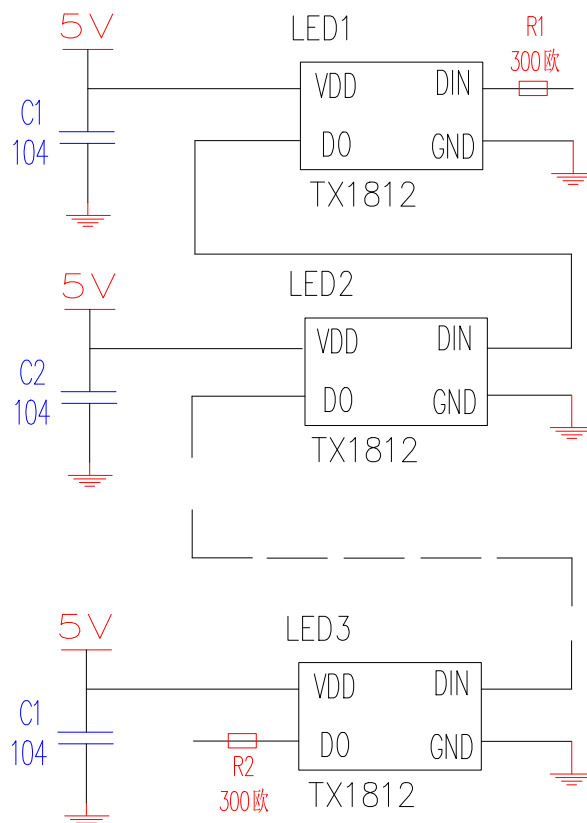 5V
LED1
R1
300欧
VDD
DIN
C1
104
DO
GND
TX1812
5V
LED2
VDD
DIN
C2
104
DO
GND
TX1812
5V
LED3
VDD
DIN
C1
104
DO
GND
R2
300欧
TX1812